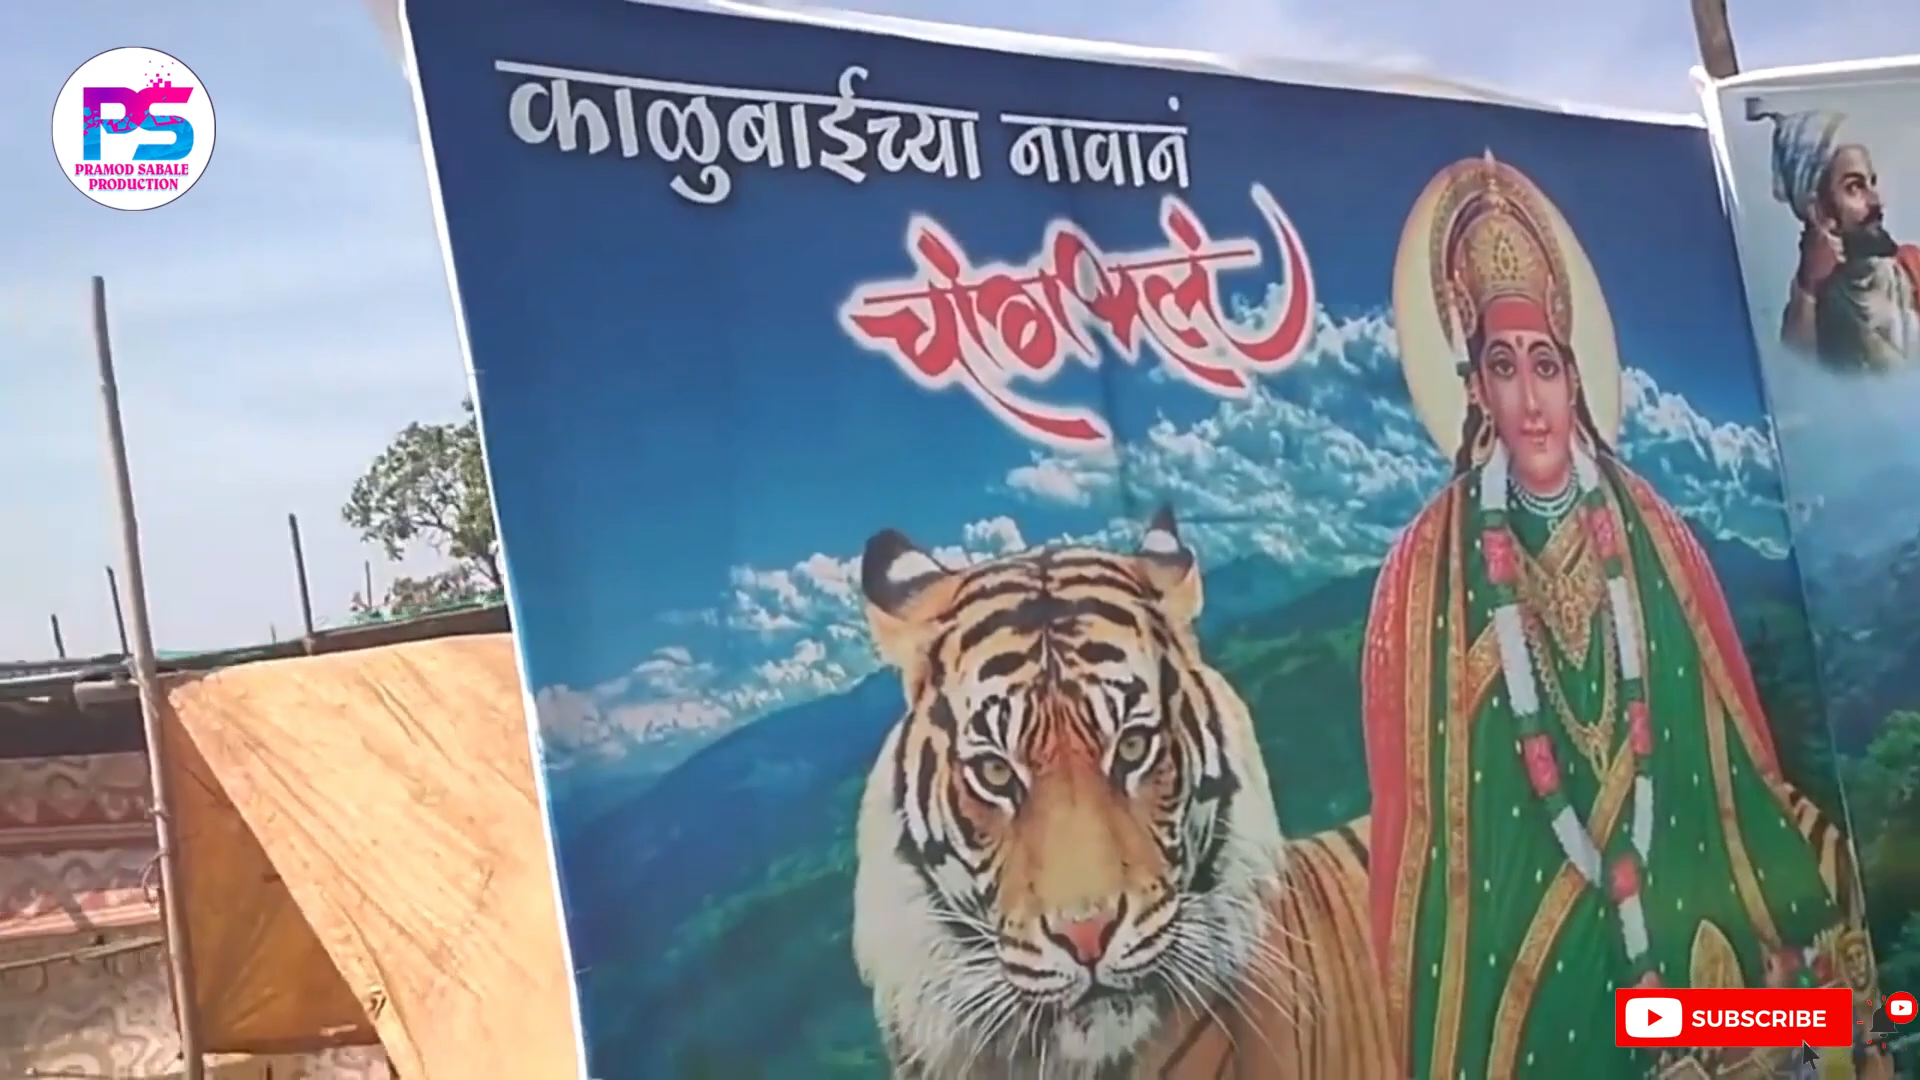 PS
PRAMOD SABALE
PRODUCTION
काळुबाईच्या नावानं
चांगभलं
SUBSCRIBE